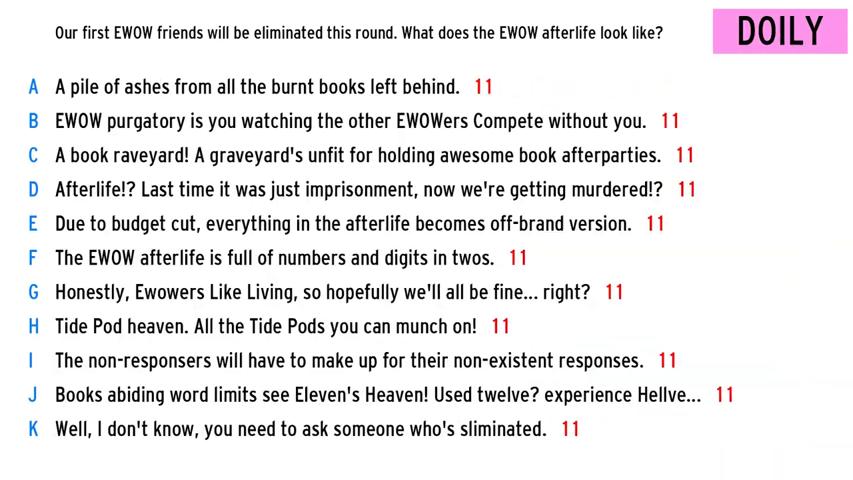 Our first EWOW friends will be eliminated this round. What does the EWOW afterlife look like?
DOILY
A A pile of ashes from all the burnt books left behind. 11
B EWOW purgatory is you watching the other EWOWers Compete without you. 11
C A book raveyard! A graveyard's unfit for holding awesome book afterparties. 11
D Afterlife!? Last time it was just imprisonment, now we're getting murdered!? 11
E Due to budget cut, everything in the afterlife becomes off-brand version. 11
F The EWOW afterlife is full of numbers and digits in twos. 11
G Honestly, Ewowers Like Living, so hopefully we'll all be fine... right? 11
H Tide Pod heaven. All the Tide Pods you can munch on! 11
I The non-responsers will have to make up for their non-existent responses. 11
J Books abiding word limits see Eleven's Heaven! Used twelve? experience Hellve... 11
K Well, I don't know, you need to ask someone who's sliminated. 11